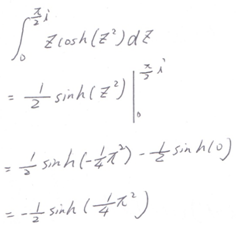 ∫₀^{π/2 i} z cosh(z²) dz
= 1/2 sinh(z²) |₀^{π/2 i}
= 1/2 sinh(-1/4 π²) - 1/2 sinh(0)
= -1/2 sinh(1/4 π²)